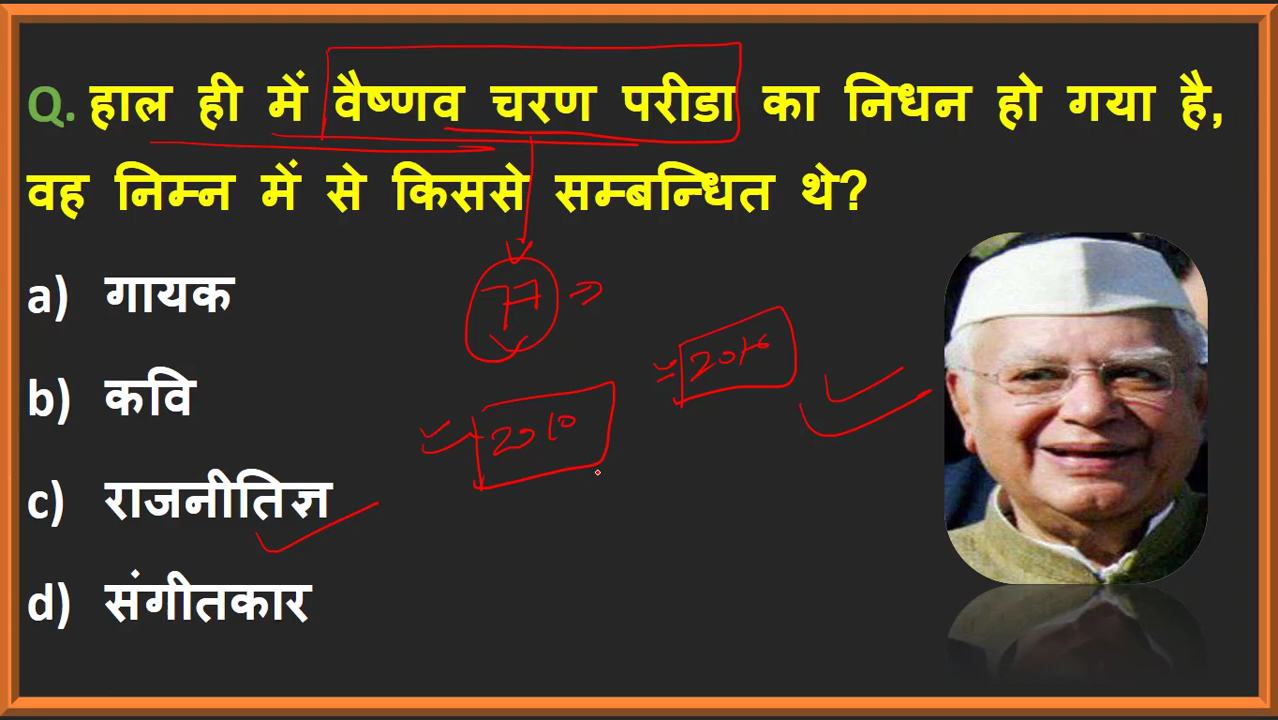 Q. हाल ही में वैष्णव चरण परीडा का निधन हो गया है,
वह निम्न में से किससे सम्बन्धित थे?
a) गायक
77
2016
b) कवि
2010
c) राजनीतिज्ञ
d) संगीतकार